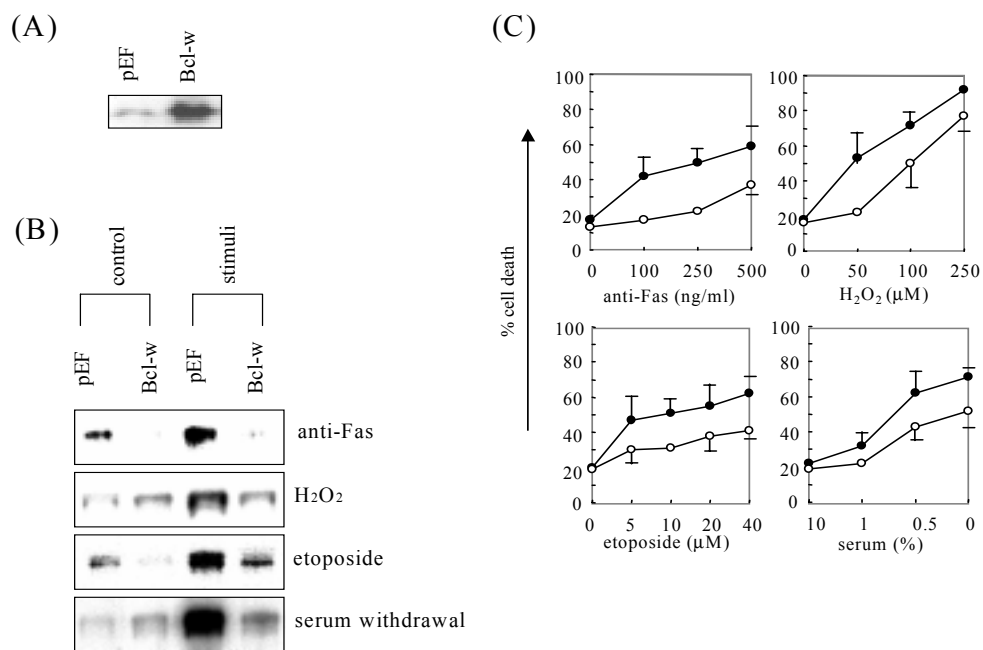 (A)
pEF
Bcl-w
(B)
control
stimuli
pEF
Bcl-w
pEF
Bcl-w
anti-Fas
H2O2
etoposide
serum withdrawal
(C)
% cell death
100
80
60
40
20
0
0 100 250 500
anti-Fas (ng/ml)
100
80
60
40
20
0
0 50 100 250
H2O2 (μM)
100
80
60
40
20
0
0 5 10 20 40
etoposide (μM)
100
80
60
40
20
0
10 1 0.5 0
serum (%)